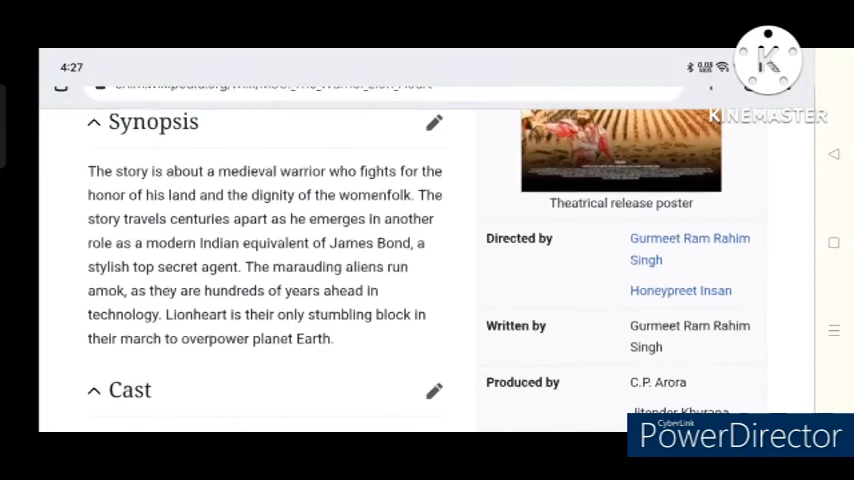 4:27
KINEMASTER
Synopsis
The story is about a medieval warrior who fights for the
honor of his land and the dignity of the womenfolk. The
story travels centuries apart as he emerges in another
role as a modern Indian equivalent of James Bond, a
stylish top secret agent. The marauding aliens run
amok, as they are hundreds of years ahead in
technology. Lionheart is their only stumbling block in
their march to overpower planet Earth.
Cast
Theatrical release poster
Directed by
Gurmeet Ram Rahim
Singh
Honeypreet Insan
Written by
Gurmeet Ram Rahim
Singh
Produced by
C.P. Arora
Jitender Khurana
CyberLink
PowerDirector